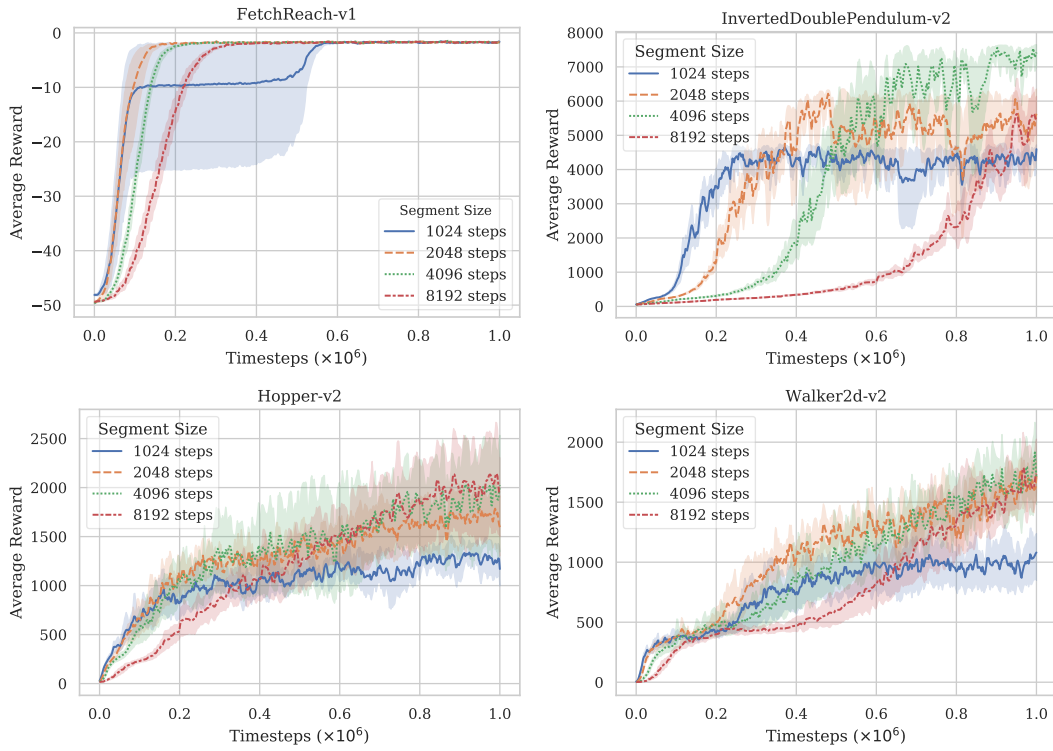 FetchReach-v1
0
−10
−20
−30
−40
−50
Average Reward
Segment Size
1024 steps
2048 steps
4096 steps
8192 steps
0.0 0.2 0.4 0.6 0.8 1.0
Timesteps (×10⁶)
InvertedDoublePendulum-v2
8000
7000
6000
5000
4000
3000
2000
1000
0
Average Reward
Segment Size
1024 steps
2048 steps
4096 steps
8192 steps
0.0 0.2 0.4 0.6 0.8 1.0
Timesteps (×10⁶)
Hopper-v2
2500
2000
1500
1000
500
0
Average Reward
Segment Size
1024 steps
2048 steps
4096 steps
8192 steps
0.0 0.2 0.4 0.6 0.8 1.0
Timesteps (×10⁶)
Walker2d-v2
2000
1500
1000
500
0
Average Reward
Segment Size
1024 steps
2048 steps
4096 steps
8192 steps
0.0 0.2 0.4 0.6 0.8 1.0
Timesteps (×10⁶)